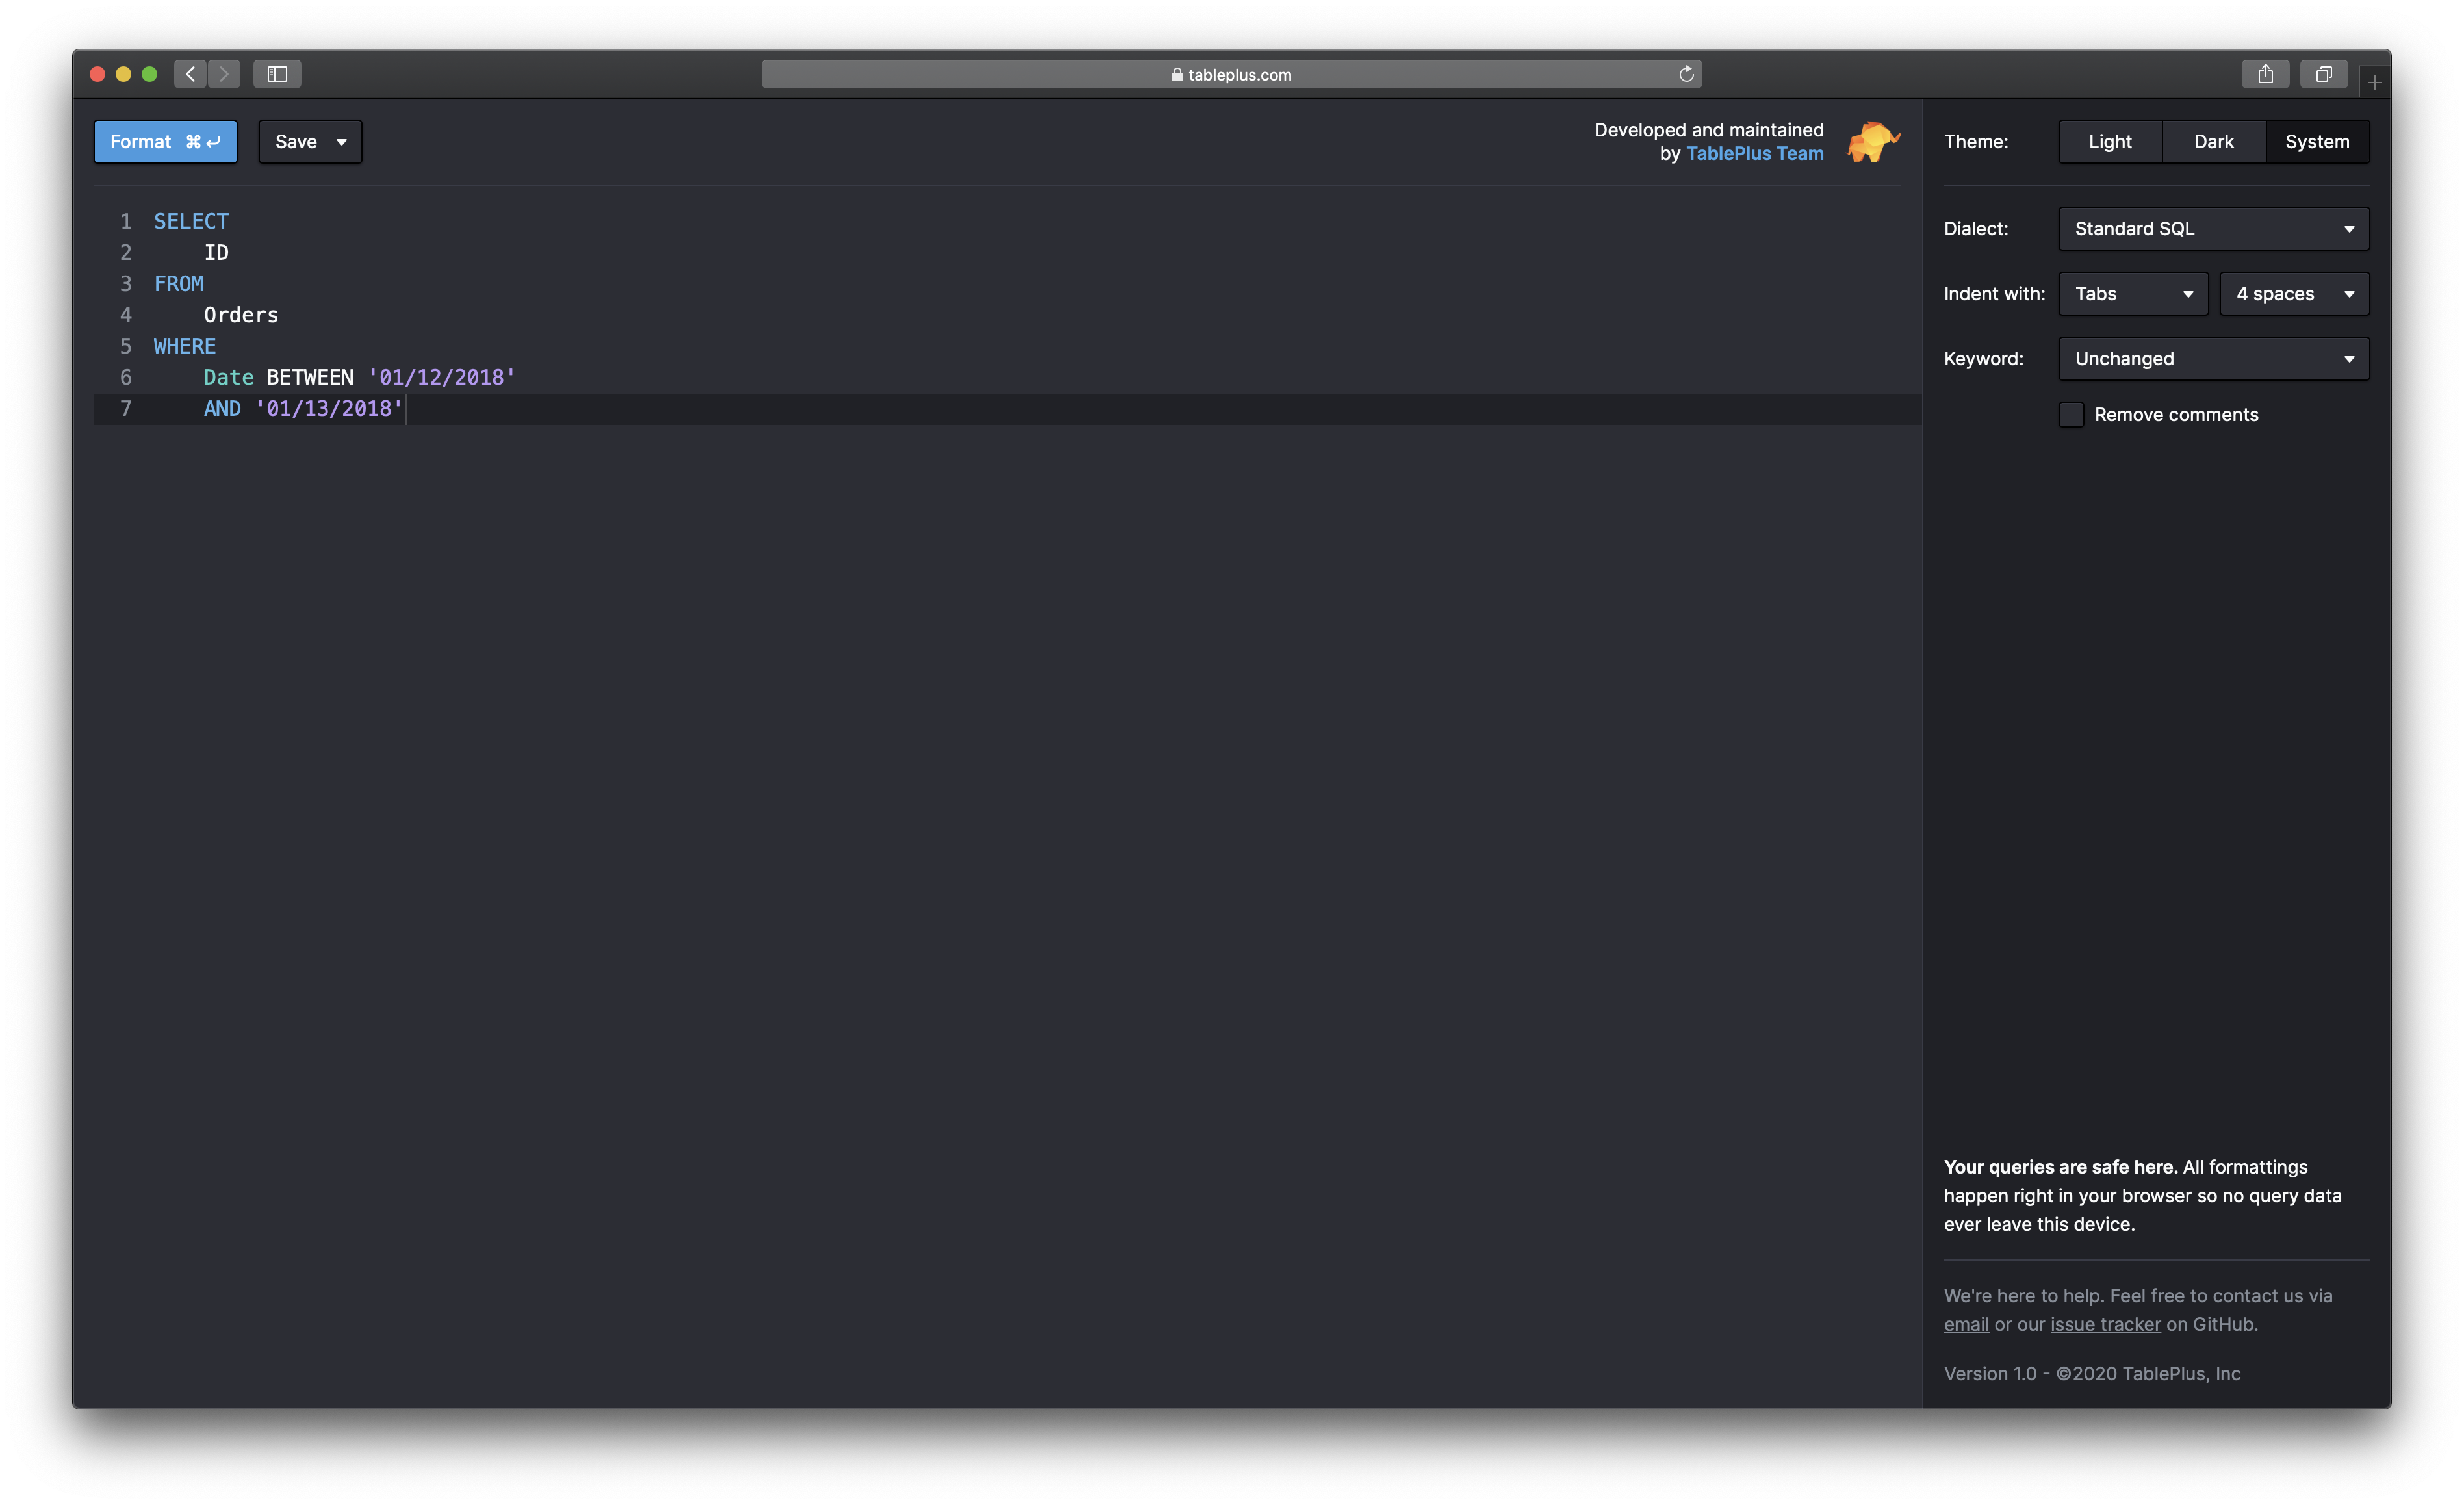 tableplus.com
Format ⌘↩
Save
Developed and maintained
by TablePlus Team
1 SELECT
2     ID
3 FROM
4     Orders
5 WHERE
6     Date BETWEEN '01/12/2018'
7     AND '01/13/2018'
Theme: Light Dark System
Dialect: Standard SQL
Indent with: Tabs 4 spaces
Keyword: Unchanged
Remove comments
Your queries are safe here. All formattings
happen right in your browser so no query data
ever leave this device.
We're here to help. Feel free to contact us via
email or our issue tracker on GitHub.
Version 1.0 - ©2020 TablePlus, Inc